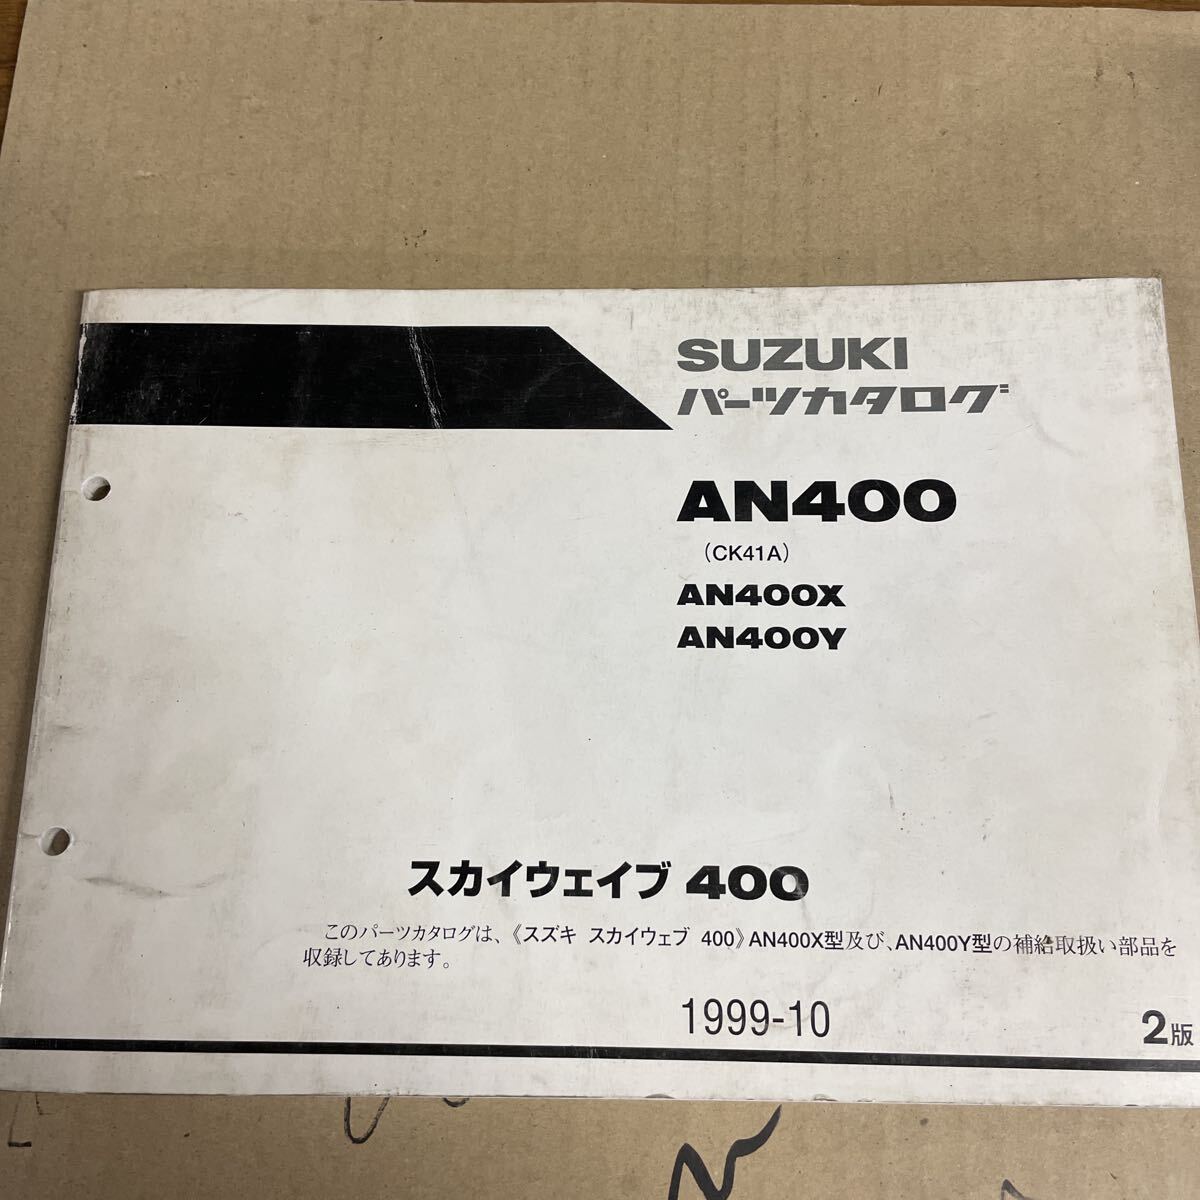 SUZUKI
パーツカタログ
AN400
(CK41A)
AN400X
AN400Y
スカイウェイブ 400
このパーツカタログは、《スズキ スカイウェブ 400》AN400X型及び、AN400Y型の補給取扱い部品を
収録してあります。
1999-10
2版